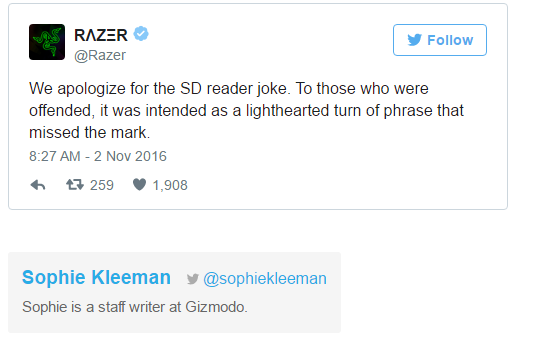 RΛZΞR
@Razer
Follow
We apologize for the SD reader joke. To those who were
offended, it was intended as a lighthearted turn of phrase that
missed the mark.
8:27 AM - 2 Nov 2016
259 1,908
Sophie Kleeman @sophiekleeman
Sophie is a staff writer at Gizmodo.